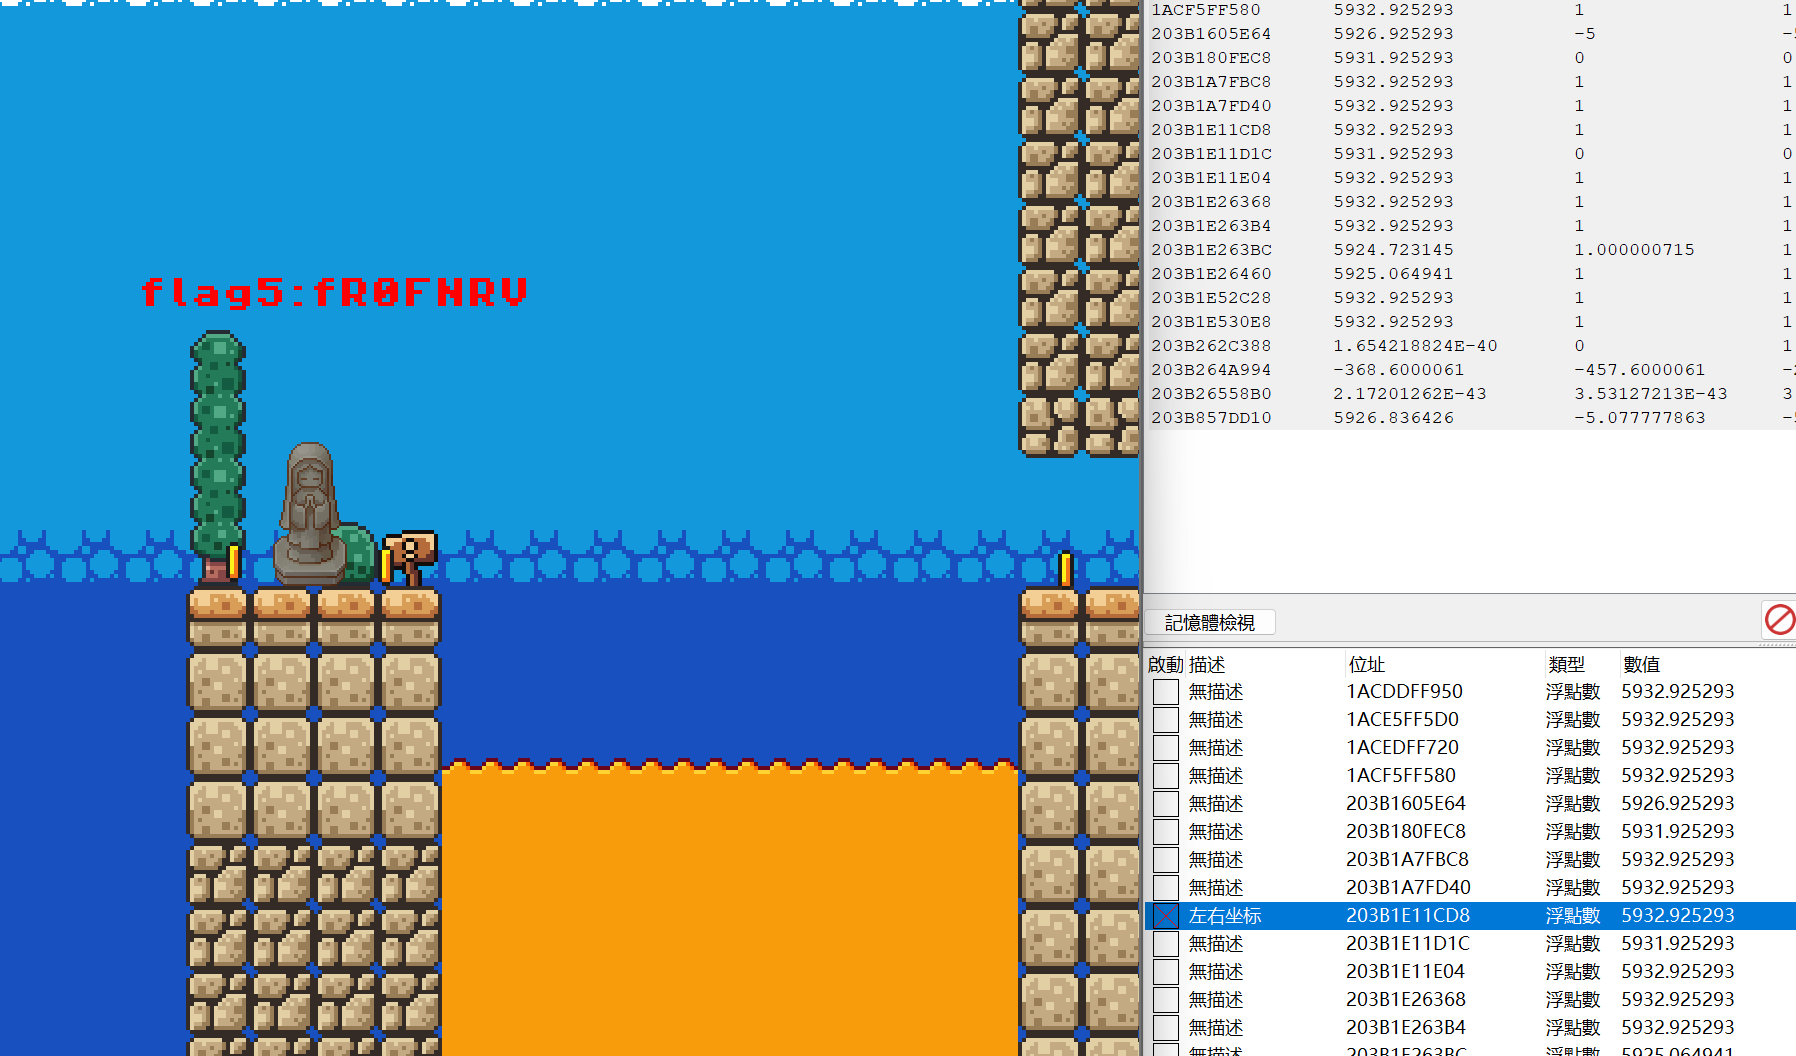 flag5:fR0FNRV
1ACF5FF580 5932.925293 1 1
203B1605E64 5926.925293 -5
203B180FEC8 5931.925293 0 0
203B1A7FBC8 5932.925293 1 1
203B1A7FD40 5932.925293 1 1
203B1E11CD8 5932.925293 1 1
203B1E11D1C 5931.925293 0 0
203B1E11E04 5932.925293 1 1
203B1E26368 5932.925293 1 1
203B1E263B4 5932.925293 1 1
203B1E263BC 5924.723145 1.000000715 1
203B1E26460 5925.064941 1 1
203B1E52C28 5932.925293 1 1
203B1E530E8 5932.925293 1 1
203B262C388 1.654218824E-40 0 1
203B264A994 -368.6000061 -457.6000061
203B26558B0 2.17201262E-43 3.53127213E-43 3
203B857DD10 5926.836426 -5.077777863
記憶體檢視
啟動 描述 位址 類型 數值
無描述 1ACDDFF950 浮點數 5932.925293
無描述 1ACE5FF5D0 浮點數 5932.925293
無描述 1ACEDFF720 浮點數 5932.925293
無描述 1ACF5FF580 浮點數 5932.925293
無描述 203B1605E64 浮點數 5926.925293
無描述 203B180FEC8 浮點數 5931.925293
無描述 203B1A7FBC8 浮點數 5932.925293
無描述 203B1A7FD40 浮點數 5932.925293
左右坐标 203B1E11CD8 浮點數 5932.925293
無描述 203B1E11D1C 浮點數 5931.925293
無描述 203B1E11E04 浮點數 5932.925293
無描述 203B1E26368 浮點數 5932.925293
無描述 203B1E263B4 浮點數 5932.925293
無描述 203B1E263BC 浮點數 5925.064941